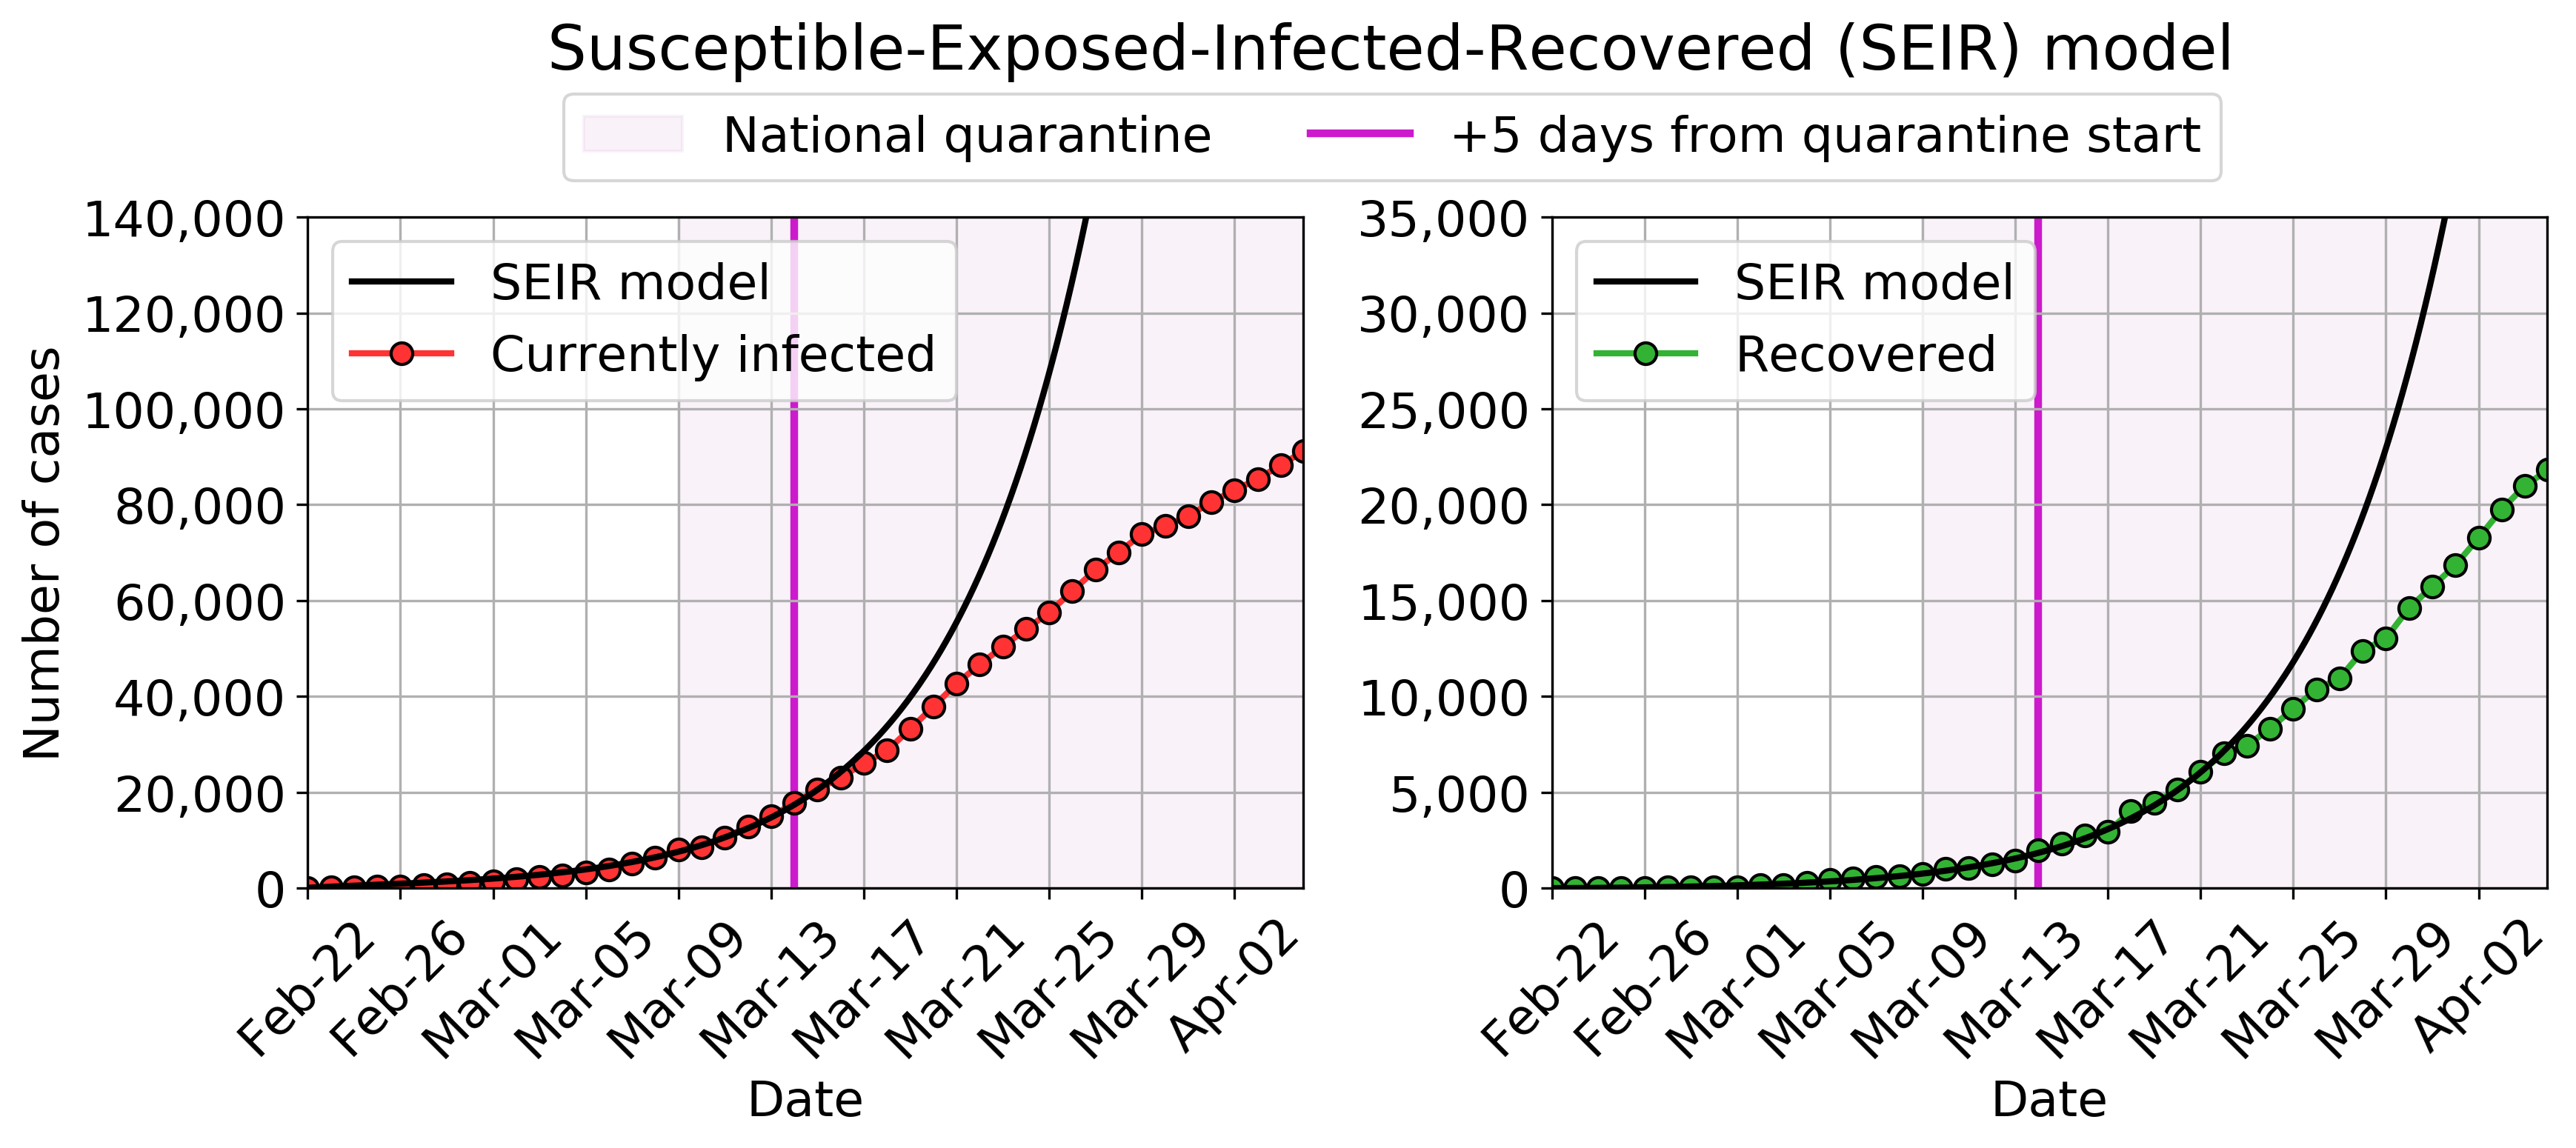 Susceptible-Exposed-Infected-Recovered (SEIR) model
National quarantine
+5 days from quarantine start
140,000
120,000
100,000
80,000
60,000
40,000
20,000
0
Number of cases
SEIR model
Currently infected
Feb-22
Feb-26
Mar-01
Mar-05
Mar-09
Mar-13
Mar-17
Mar-21
Mar-25
Mar-29
Apr-02
Date
35,000
30,000
25,000
20,000
15,000
10,000
5,000
0
SEIR model
Recovered
Feb-22
Feb-26
Mar-01
Mar-05
Mar-09
Mar-13
Mar-17
Mar-21
Mar-25
Mar-29
Apr-02
Date